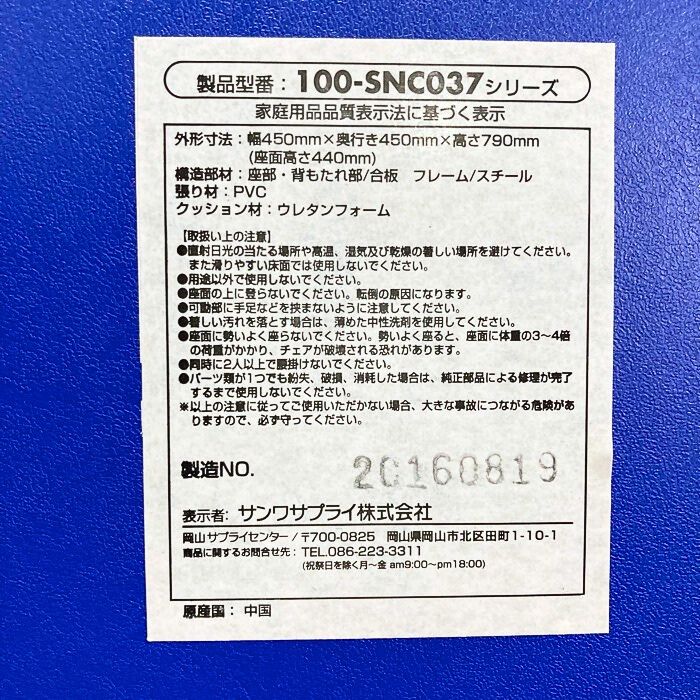 製品型番：100-SNC037シリーズ
家庭用品品質表示法に基づく表示
外形寸法：幅450mm×奥行き450mm×高さ790mm
(座面高さ440mm)
構造部材：座部・背もたれ部/合板　フレーム/スチール
張り材：PVC
クッション材：ウレタンフォーム
【取扱い上の注意】
●直射日光の当たる場所や高温、湿気及び乾燥の著しい場所を避けてください。
また滑りやすい床面では使用しないでください。
●用途以外で使用しないでください。
●座面の上に登らないでください。転倒の原因になります。
●可動部に手足などを挟まないように注意してください。
●著しい汚れを落とす場合は、薄めた中性洗剤を使用してください。
●座面に勢いよく座らないでください。勢いよく座ると、座面に体重の3〜4倍
の荷重がかかり、チェアが破壊される恐れがあります。
●同時に2人以上で腰掛けないでください。
●パーツ類が1つでも紛失、破損、消耗した場合は、純正部品による修理が完了
するまで使用しないでください。
※以上の注意に従ってご使用いただかない場合、大きな事故につながる危険があ
りますので、必ず守ってください。
製造NO. 20160819
表示者：サンワサプライ株式会社
岡山サプライセンター/〒700-0825　岡山県岡山市北区田町1-10-1
商品に関するお問合せ先：TEL.086-223-3311
(祝祭日を除く月〜金 am9:00〜pm18:00)
原産国：中国